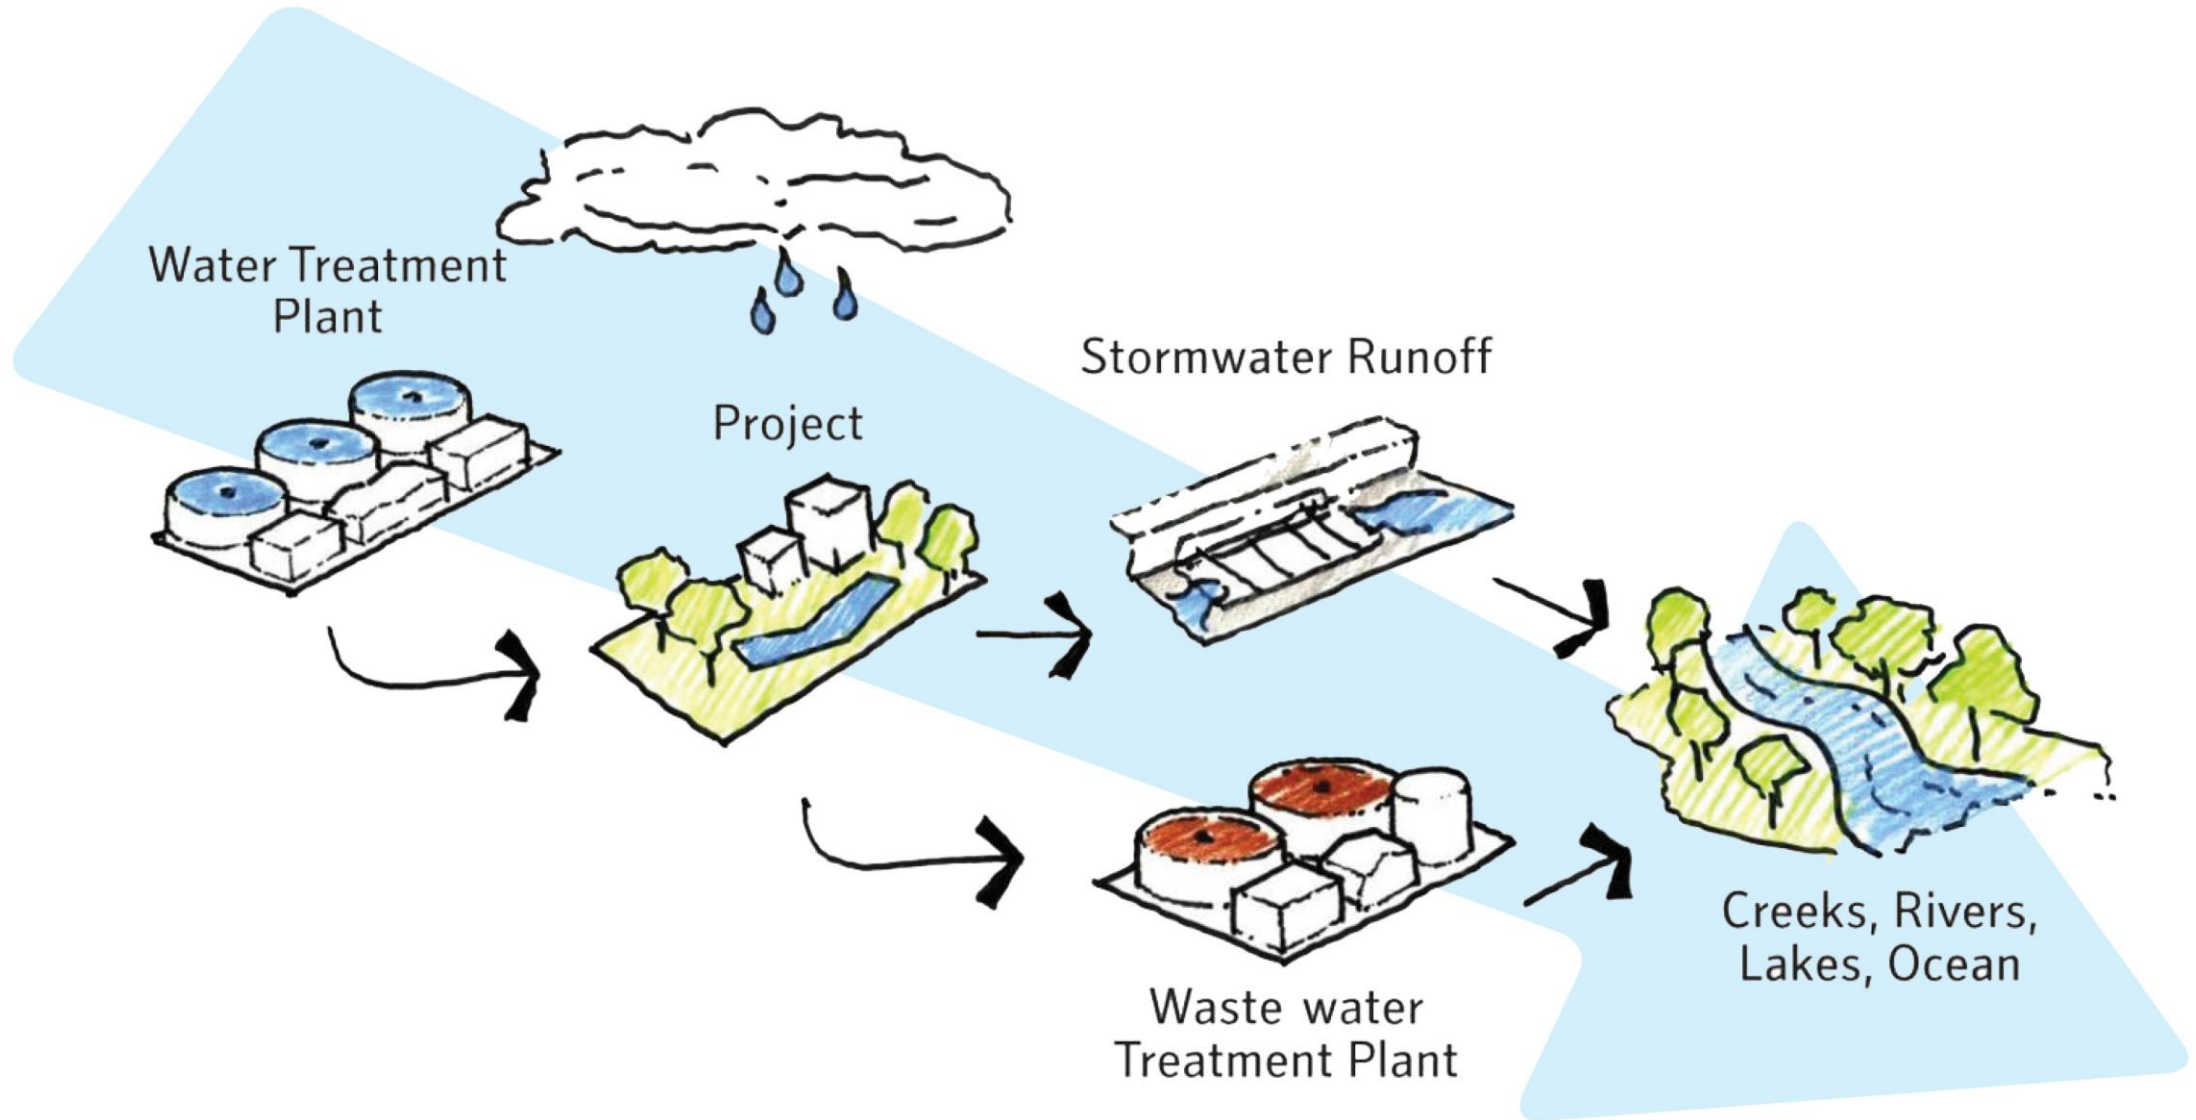 Water Treatment
Plant
Project
Stormwater Runoff
Waste water
Treatment Plant
Creeks, Rivers,
Lakes, Ocean